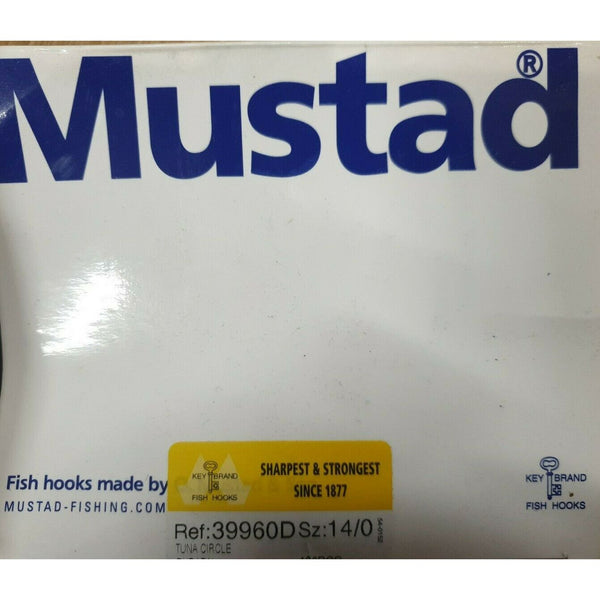 Mustad®
Fish hooks made by
MUSTAD-FISHING.COM
KEY BRAND
FISH HOOKS
SHARPEST & STRONGEST
SINCE 1877
KEY BRAND
FISH HOOKS
Ref:39960D Sz:14/0
TUNA CIRCLE